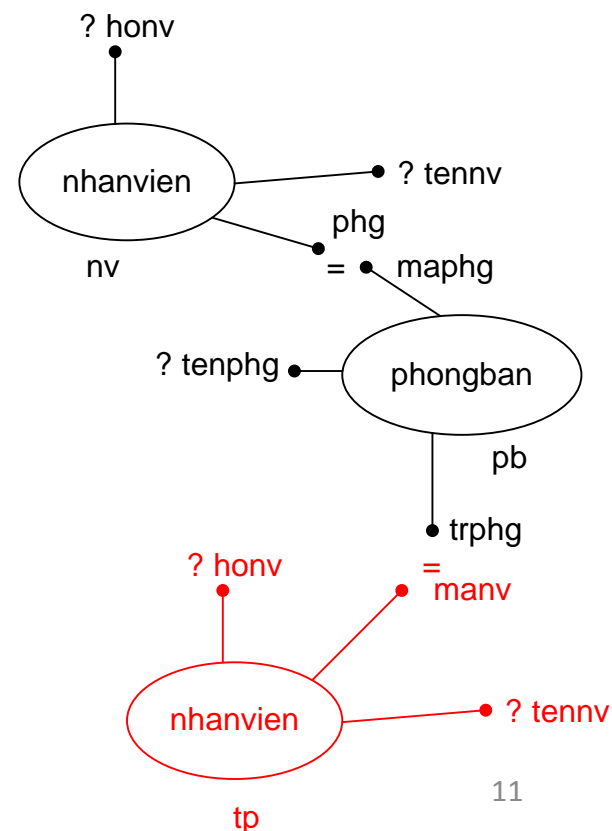 ? honv
nhanvien
? tennv
phg
nv
= maphg
? tenphg
phongban
pb
trphg
? honv
=
manv
nhanvien
? tennv
11
tp